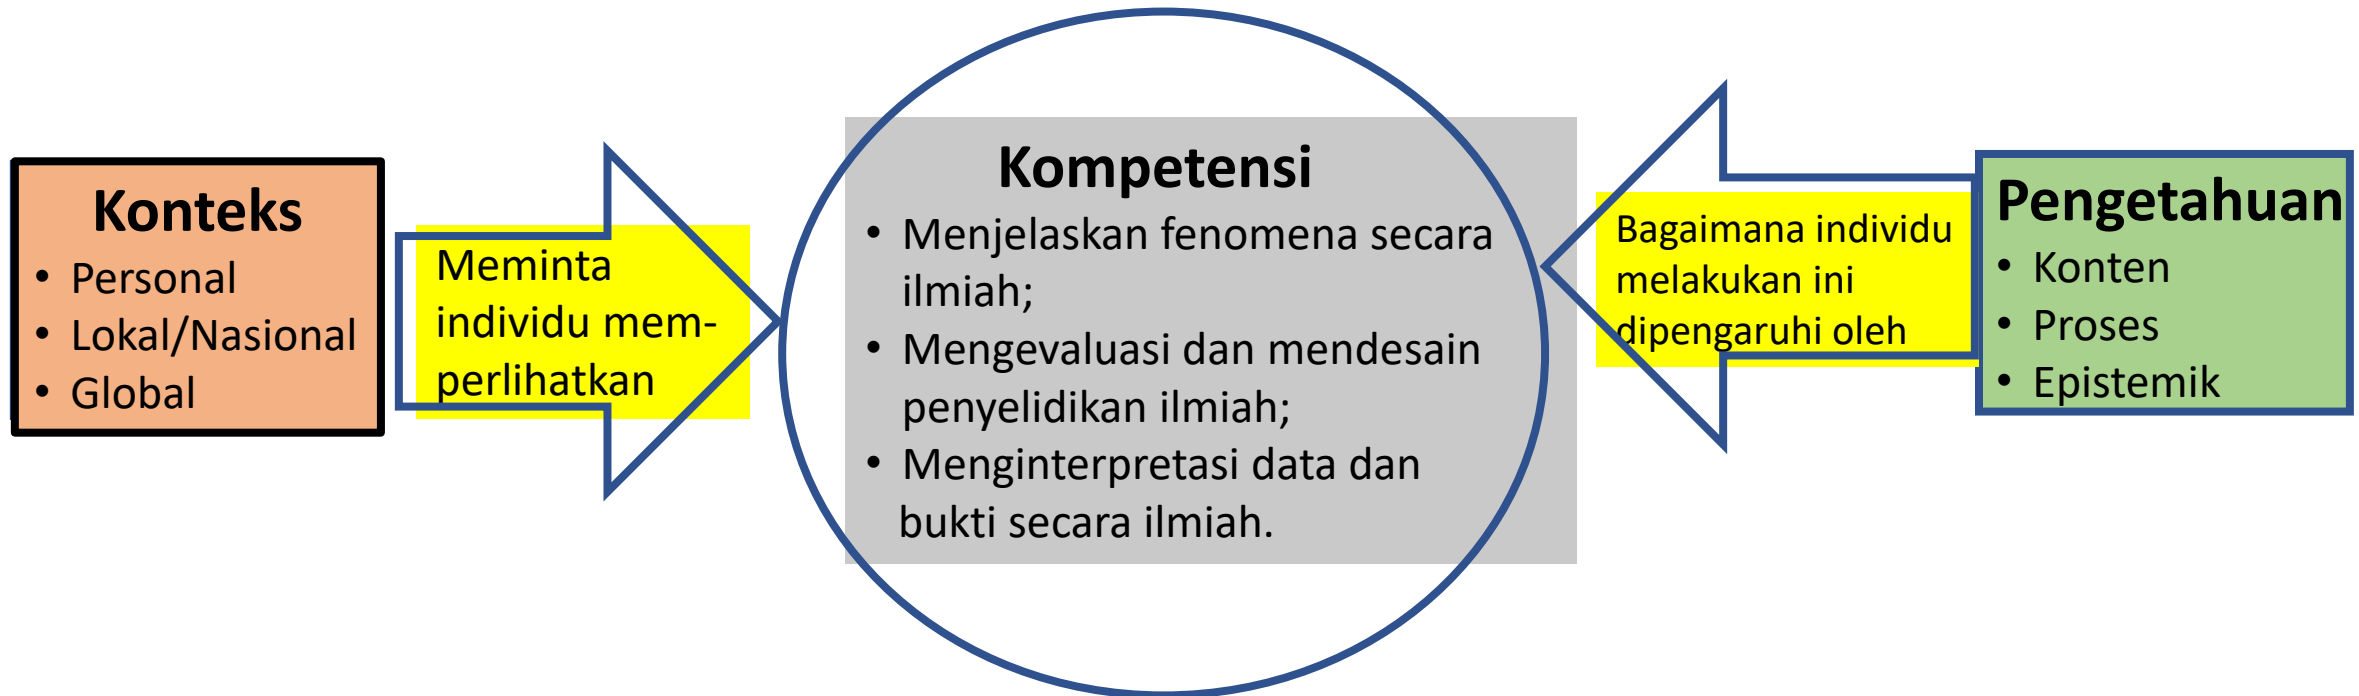 Konteks
• Personal
• Lokal/Nasional
• Global
Meminta
individu mem-
perlihatkan
Kompetensi
• Menjelaskan fenomena secara
ilmiah;
• Mengevaluasi dan mendesain
penyelidikan ilmiah;
• Menginterpretasi data dan
bukti secara ilmiah.
Bagaimana individu
melakukan ini
dipengaruhi oleh
Pengetahuan
• Konten
• Proses
• Epistemik